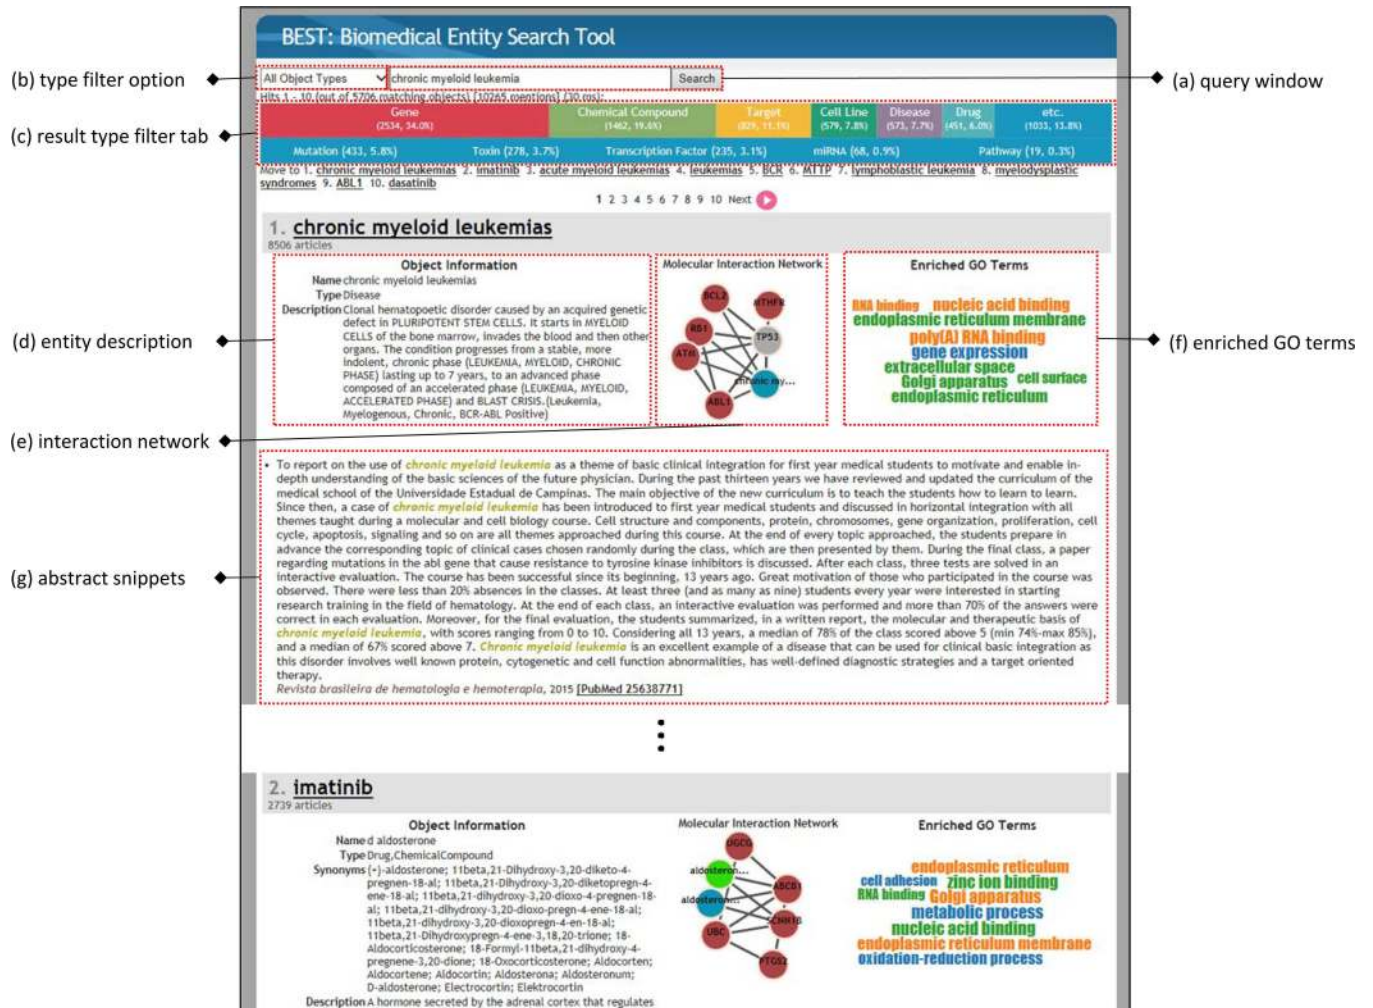 BEST: Biomedical Entity Search Tool
(b) type filter option
All Object Types
chronic myeloid leukemia
Search
(a) query window
Hits 1 - 10 (out of 5706 matching objects) [10265 mentions] (30 ms):
(c) result type filter tab
Gene
(2534, 34.0%)
Chemical Compound
(1462, 19.6%)
Target
(829, 11.1%)
Cell Line
(579, 7.8%)
Disease
(573, 7.7%)
Drug
(451, 6.0%)
etc.
(1033, 13.8%)
Mutation (433, 5.8%)
Toxin (278, 3.7%)
Transcription Factor (235, 3.1%)
miRNA (68, 0.9%)
Pathway (19, 0.3%)
Move to 1. chronic myeloid leukemias 2. imatinib 3. acute myeloid leukemias 4. leukemias 5. BCR 6. MTTP 7. lymphoblastic leukemia 8. myelodysplastic
syndromes 9. ABL1 10. dasatinib
1 2 3 4 5 6 7 8 9 10 Next
1. chronic myeloid leukemias
8506 articles
(d) entity description
Object Information
Name chronic myeloid leukemias
Type Disease
Description Clonal hematopoetic disorder caused by an acquired genetic
defect in PLURIPOTENT STEM CELLS. It starts in MYELOID
CELLS of the bone marrow, invades the blood and then other
organs. The condition progresses from a stable, more
indolent, chronic phase (LEUKEMIA, MYELOID, CHRONIC
PHASE) lasting up to 7 years, to an advanced phase
composed of an accelerated phase (LEUKEMIA, MYELOID,
ACCELERATED PHASE) and BLAST CRISIS.(Leukemia,
Myelogenous, Chronic, BCR-ABL Positive)
(e) interaction network
Molecular Interaction Network
BCL2
MTHFR
RB1
TP53
ATM
chronic my...
ABL1
(f) enriched GO terms
Enriched GO Terms
RNA binding nucleic acid binding
endoplasmic reticulum membrane
poly(A) RNA binding
gene expression
extracellular space
Golgi apparatus cell surface
endoplasmic reticulum
(g) abstract snippets
• To report on the use of chronic myeloid leukemia as a theme of basic clinical integration for first year medical students to motivate and enable in-
depth understanding of the basic sciences of the future physician. During the past thirteen years we have reviewed and updated the curriculum of the
medical school of the Universidade Estadual de Campinas. The main objective of the new curriculum is to teach the students how to learn to learn.
Since then, a case of chronic myeloid leukemia has been introduced to first year medical students and discussed in horizontal integration with all
themes taught during a molecular and cell biology course. Cell structure and components, protein, chromosomes, gene organization, proliferation, cell
cycle, apoptosis, signaling and so on are all themes approached during this course. At the end of every topic approached, the students prepare in
advance the corresponding topic of clinical cases chosen randomly during the class, which are then presented by them. During the final class, a paper
regarding mutations in the abl gene that cause resistance to tyrosine kinase inhibitors is discussed. After each class, three tests are solved in an
interactive evaluation. The course has been successful since its beginning, 13 years ago. Great motivation of those who participated in the course was
observed. There were less than 20% absences in the classes. At least three (and as many as nine) students every year were interested in starting
research training in the field of hematology. At the end of each class, an interactive evaluation was performed and more than 70% of the answers were
correct in each evaluation. Moreover, for the final evaluation, the students summarized, in a written report, the molecular and therapeutic basis of
chronic myeloid leukemia, with scores ranging from 0 to 10. Considering all 13 years, a median of 78% of the class scored above 5 (min 74%-max 85%),
and a median of 67% scored above 7. Chronic myeloid leukemia is an excellent example of a disease that can be used for clinical basic integration as
this disorder involves well known protein, cytogenetic and cell function abnormalities, has well-defined diagnostic strategies and a target oriented
therapy.
Revista brasileira de hematologia e hemoterapia, 2015 [PubMed 25638771]
2. imatinib
2739 articles
Object Information
Name d aldosterone
Type Drug,ChemicalCompound
Synonyms (+)-aldosterone; 11beta,21-Dihydroxy-3,20-diketo-4-
pregnen-18-al; 11beta,21-Dihydroxy-3,20-diketopregn-4-
ene-18-al; 11beta,21-dihydroxy-3,20-dioxo-4-pregnen-18-
al; 11beta,21-dihydroxy-3,20-dioxo-pregn-4-ene-18-al;
11beta,21-dihydroxy-3,20-dioxopregn-4-en-18-al;
11beta,21-Dihydroxypregn-4-ene-3,18,20-trione; 18-
Aldocorticosterone; 18-Formyl-11beta,21-dihydroxy-4-
pregnene-3,20-dione; 18-Oxocorticosterone; Aldocorten;
Aldocortene; Aldocortin; Aldosterona; Aldosteronum;
D-aldosterone; Electrocortin; Elektrocortin
Description A hormone secreted by the adrenal cortex that regulates
Molecular Interaction Network
UGCG
aldosteron...
ABCB1
aldosteron...
SCNN1B
UBC
PTGS2
Enriched GO Terms
endoplasmic reticulum
cell adhesion zinc ion binding
RNA binding Golgi apparatus
metabolic process
nucleic acid binding
endoplasmic reticulum membrane
oxidation-reduction process